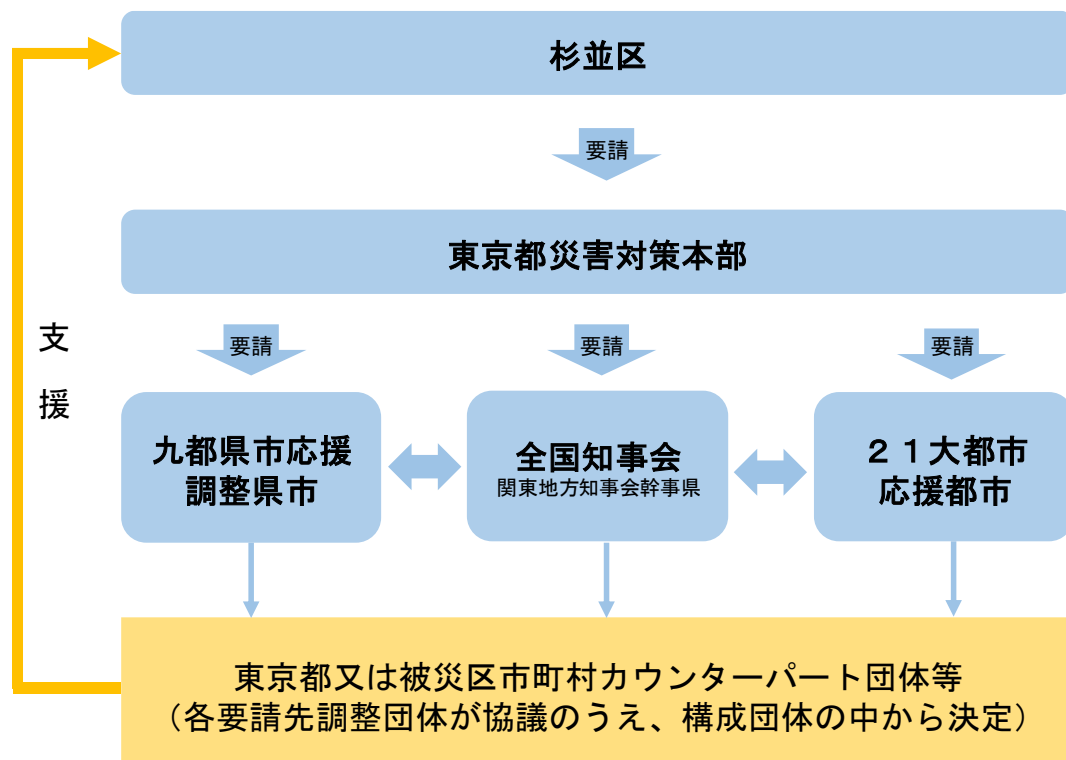 杉並区
要請
東京都災害対策本部
要請
要請
要請
支
援
九都県市応援
調整県市
全国知事会
関東地方知事会幹事県
２１大都市
応援都市
東京都又は被災区市町村カウンターパート団体等
（各要請先調整団体が協議のうえ、構成団体の中から決定）